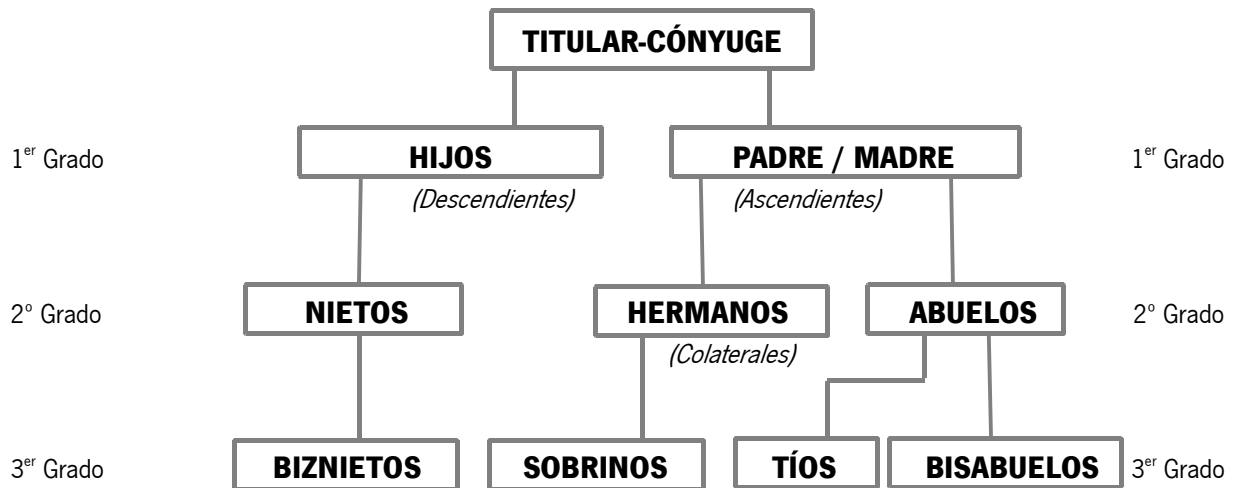 TITULAR-CÓNYUGE
1er Grado HIJOS PADRE / MADRE 1er Grado
(Descendientes) (Ascendientes)
2º Grado NIETOS HERMANOS ABUELOS 2º Grado
(Colaterales)
3er Grado BIZNIETOS SOBRINOS TÍOS BISABUELOS 3er Grado